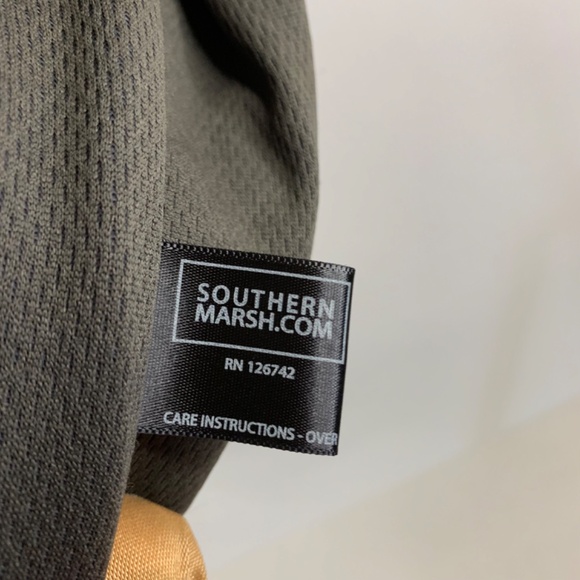 SOUTHERN
MARSH.COM
RN 126742
CARE INSTRUCTIONS - OVER